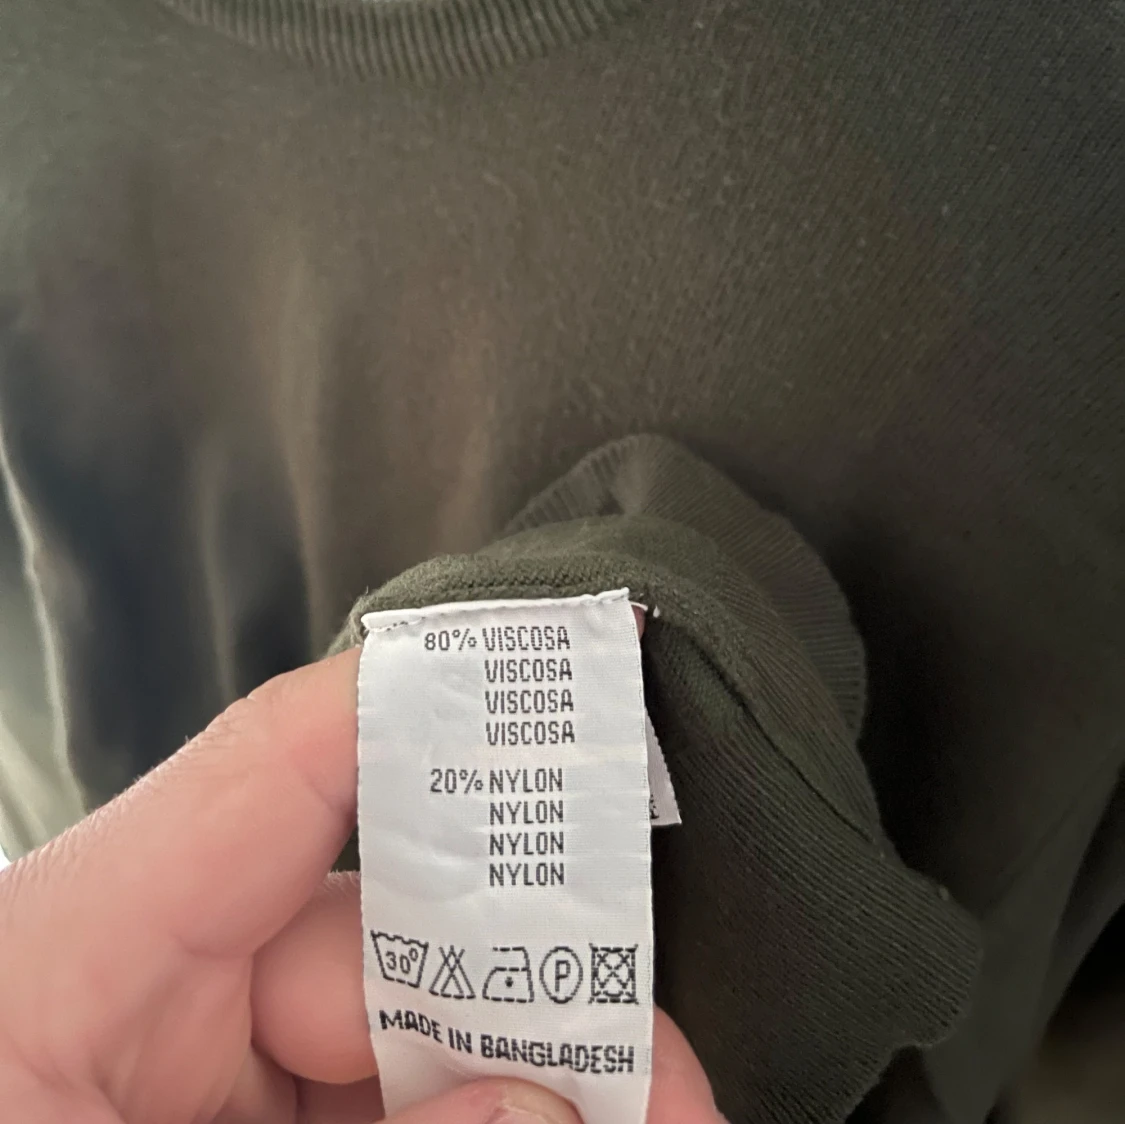 80% VISCOSA
VISCOSA
VISCOSA
VISCOSA
20% NYLON
NYLON
NYLON
NYLON
30° P
MADE IN BANGLADESH